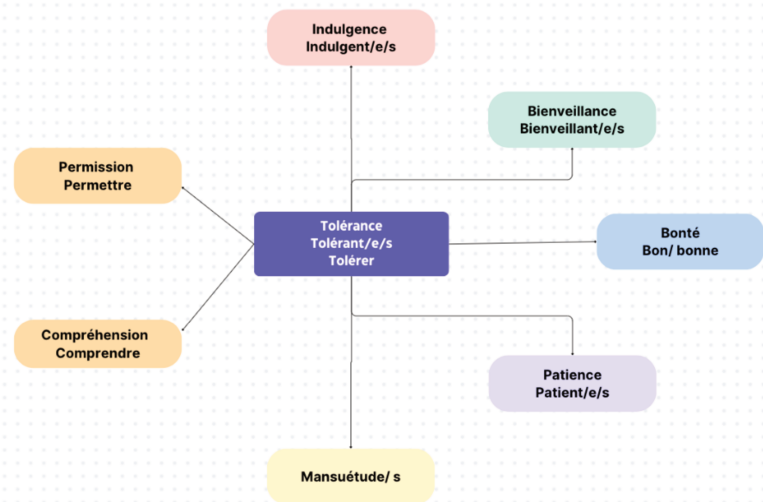 Indulgence
Indulgent/e/s
Bienveillance
Bienveillant/e/s
Permission
Permettre
Tolérance
Tolérant/e/s
Tolérer
Bonté
Bon/ bonne
Compréhension
Comprendre
Patience
Patient/e/s
Mansuétude/ s